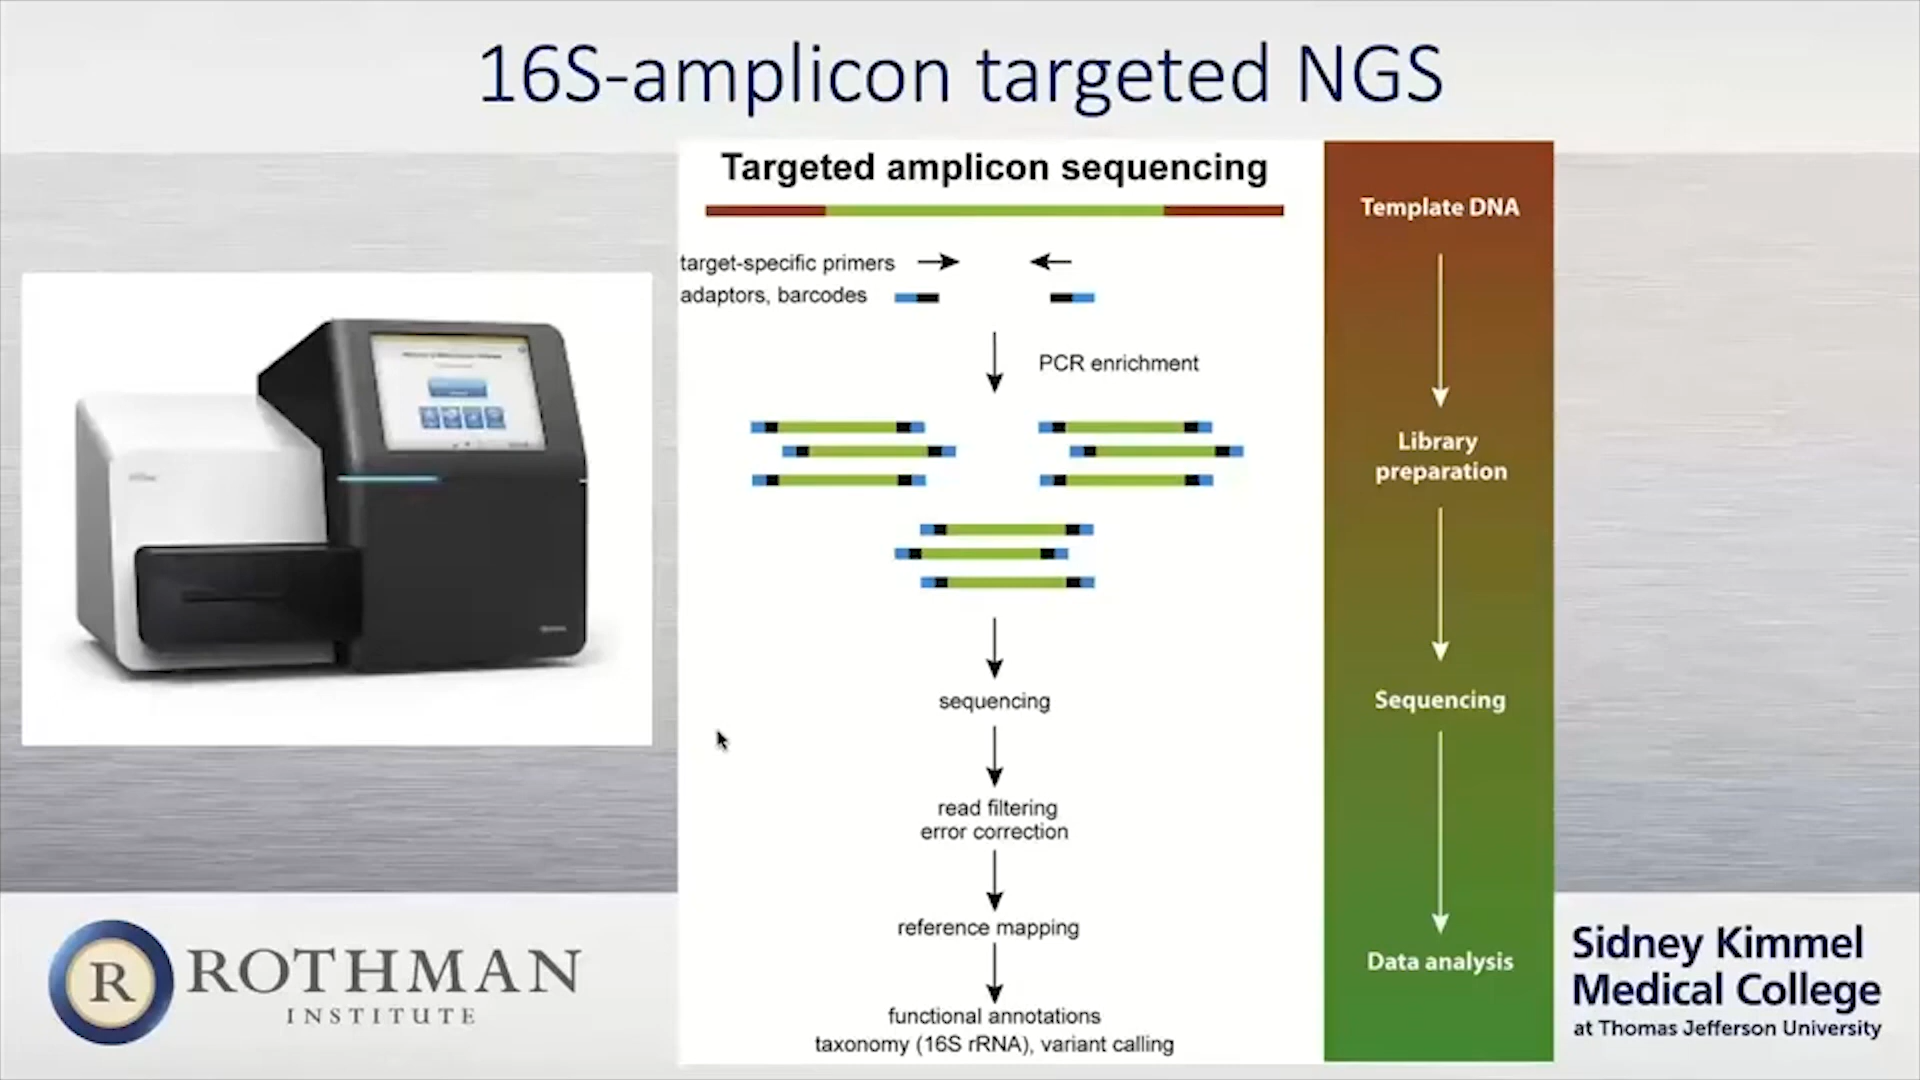 16S-amplicon targeted NGS
Targeted amplicon sequencing
target-specific primers
adaptors, barcodes
PCR enrichment
sequencing
read filtering
error correction
reference mapping
functional annotations
taxonomy (16S rRNA), variant calling
Template DNA
Library
preparation
Sequencing
Data analysis
R
ROTHMAN
INSTITUTE
Sidney Kimmel
Medical College
at Thomas Jefferson University